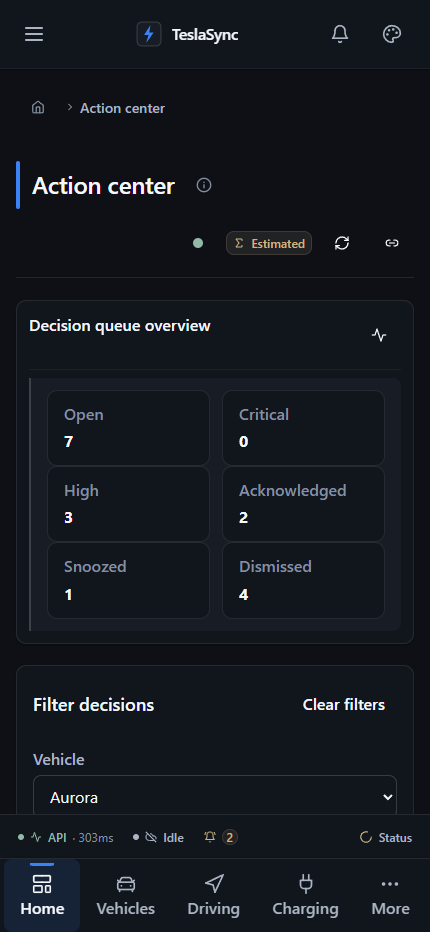 TeslaSync
Action center
Action center
Estimated
Decision queue overview
Open
7
Critical
0
High
3
Acknowledged
2
Snoozed
1
Dismissed
4
Filter decisions
Clear filters
Vehicle
Aurora
API · 303ms
Idle
2
Status
Home
Vehicles
Driving
Charging
More